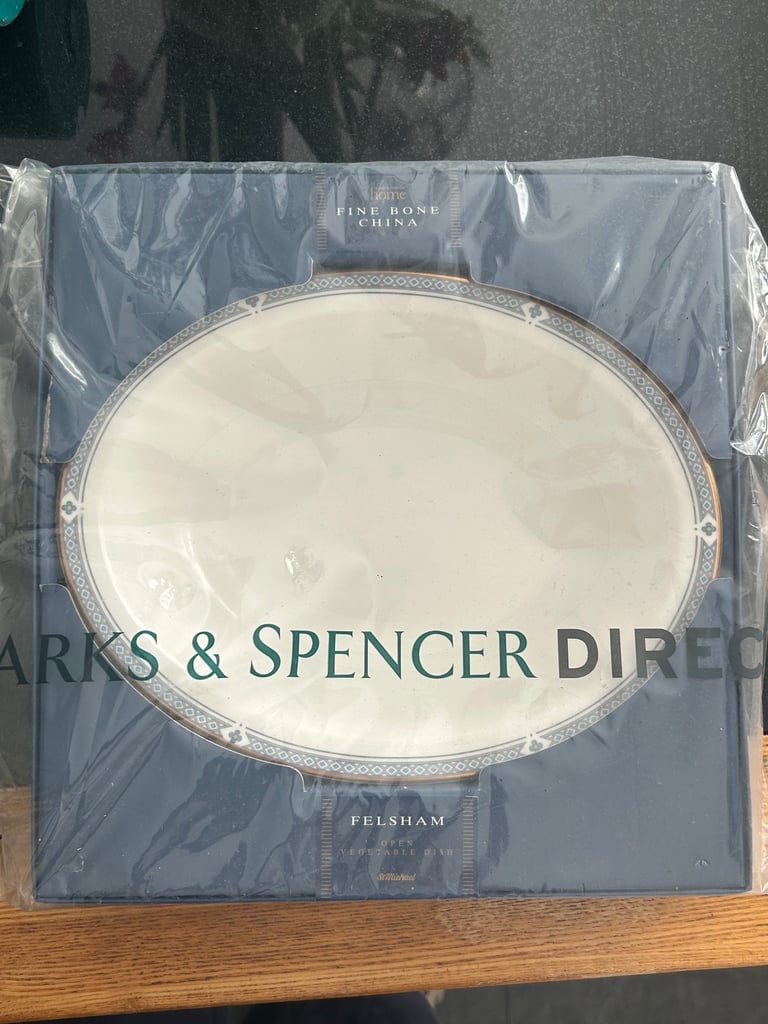 home
FINE BONE
CHINA
ARKS & SPENCER DIREC
FELSHAM
OPEN
VEGETABLE DISH
St Michael